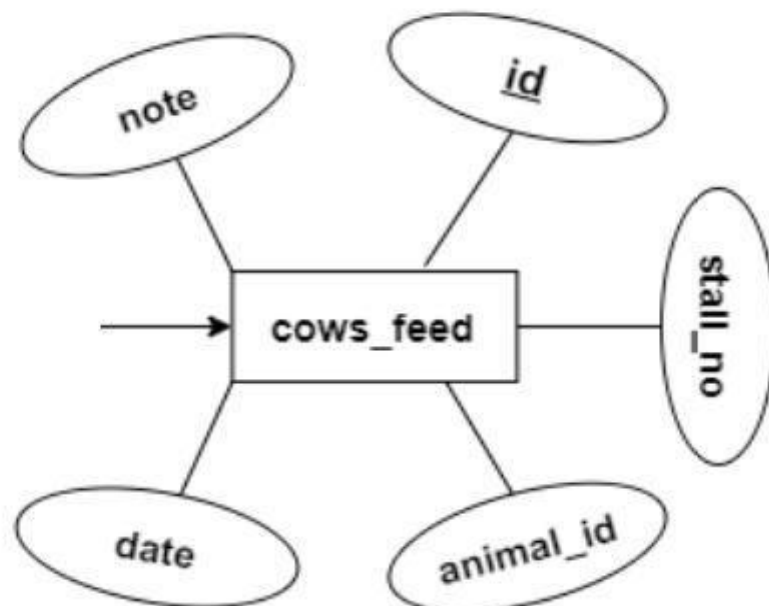 note
id
cows_feed
stall_no
date
animal_id